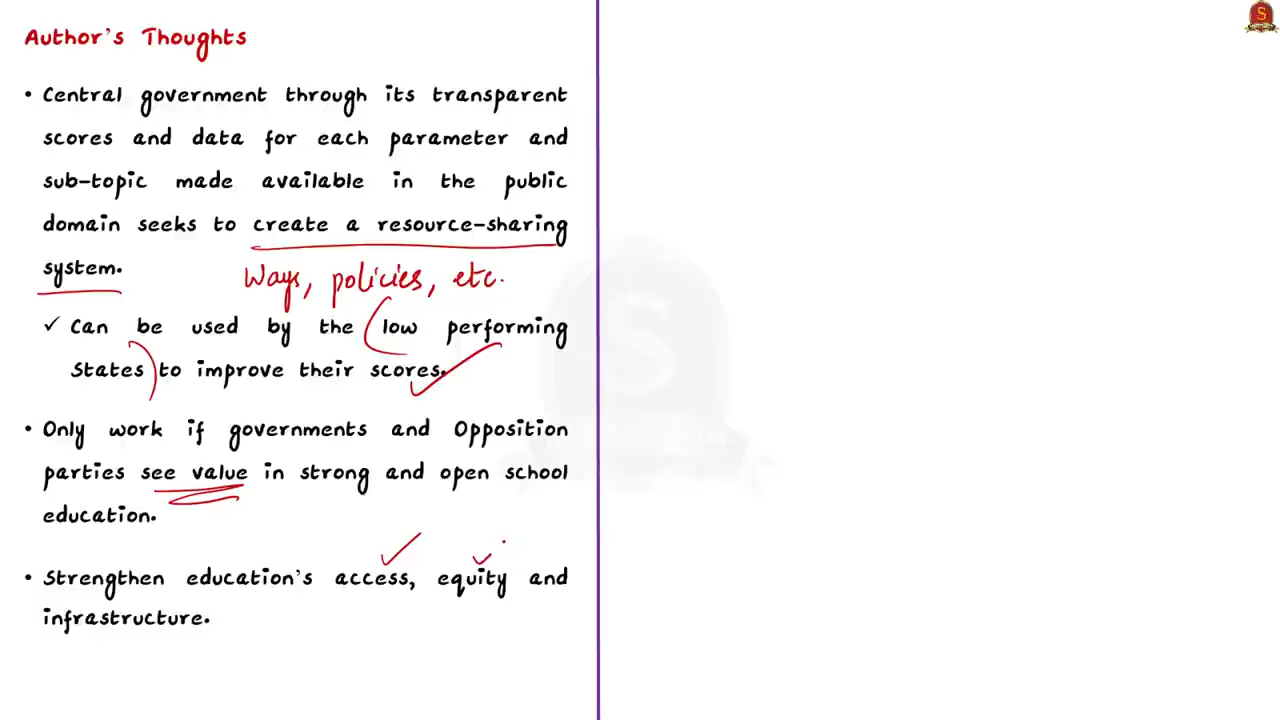 Author's Thoughts
• Central government through its transparent
scores and data for each parameter and
sub-topic made available in the public
domain seeks to create a resource-sharing
system.
Ways, policies, etc.
✓ Can be used by the low performing
States to improve their scores.
• Only work if governments and Opposition
parties see value in strong and open school
education.
• Strengthen education's access, equity and
infrastructure.
S
S